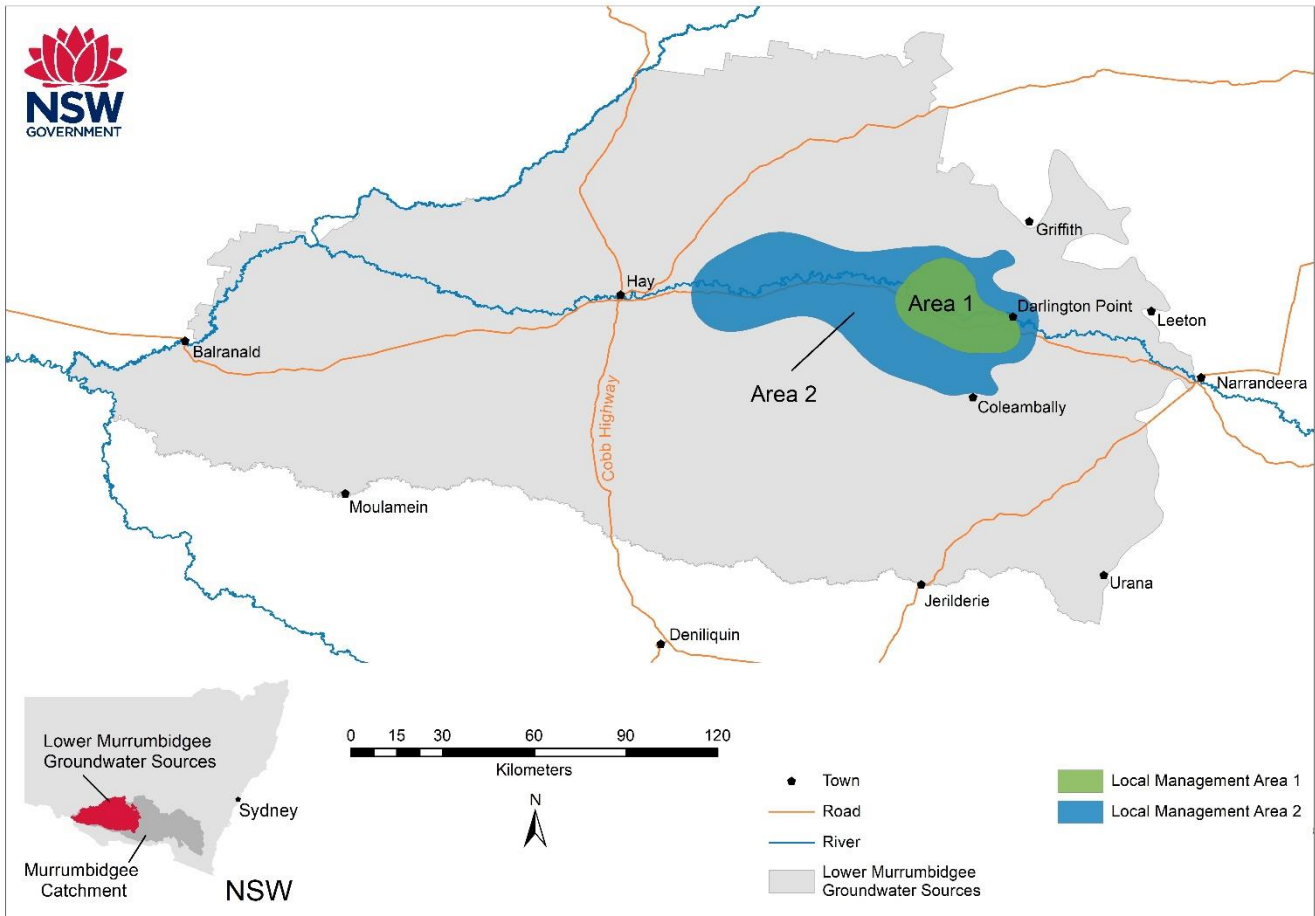 NSW
GOVERNMENT
Griffith
Hay
Area 1
Darlington Point
Leeton
Balranald
Area 2
Narrandeera
Coleambally
Cobb Highway
Moulamein
Jerilderie
Urana
Deniliquin
Lower Murrumbidgee
Groundwater Sources
Sydney
Murrumbidgee
Catchment
NSW
0 15 30 60 90 120
Kilometers
N
Town
Road
River
Lower Murrumbidgee
Groundwater Sources
Local Management Area 1
Local Management Area 2